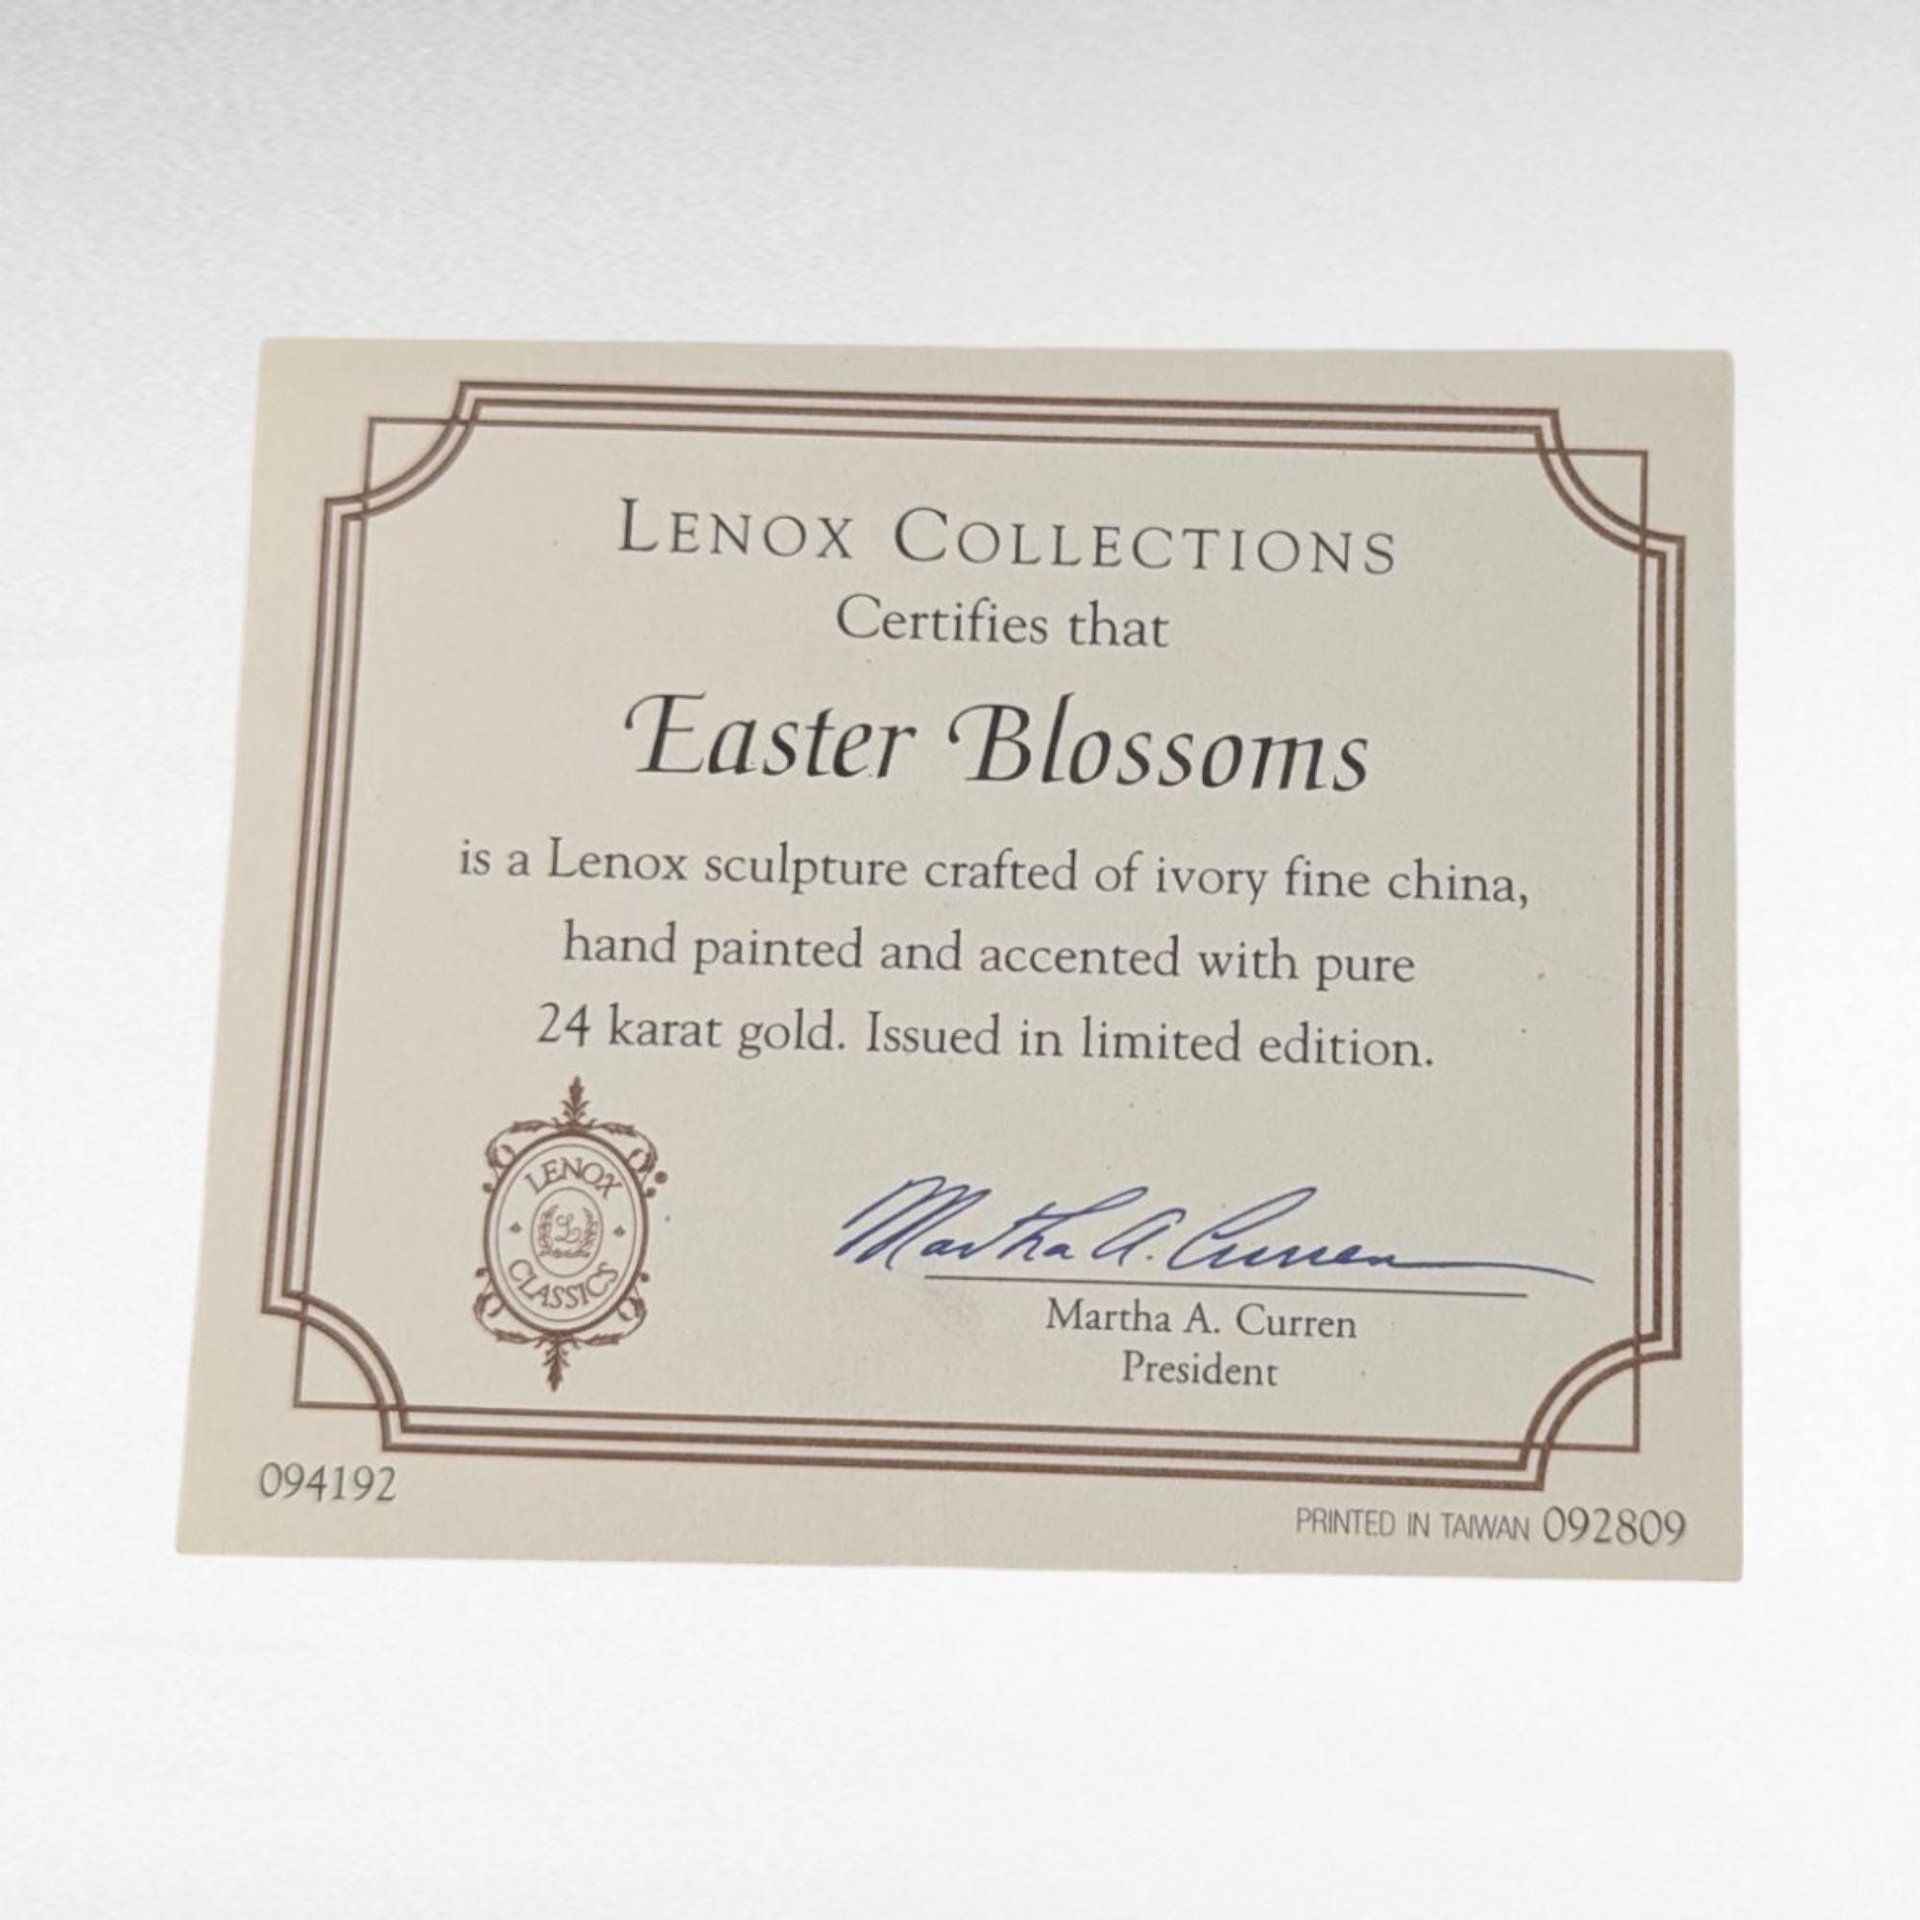 LENOX COLLECTIONS
Certifies that
Easter Blossoms
is a Lenox sculpture crafted of ivory fine china,
hand painted and accented with pure
24 karat gold. Issued in limited edition.
LENOX
L
CLASSICS
Martha A. Curren
Martha A. Curren
President
094192
PRINTED IN TAIWAN 092809